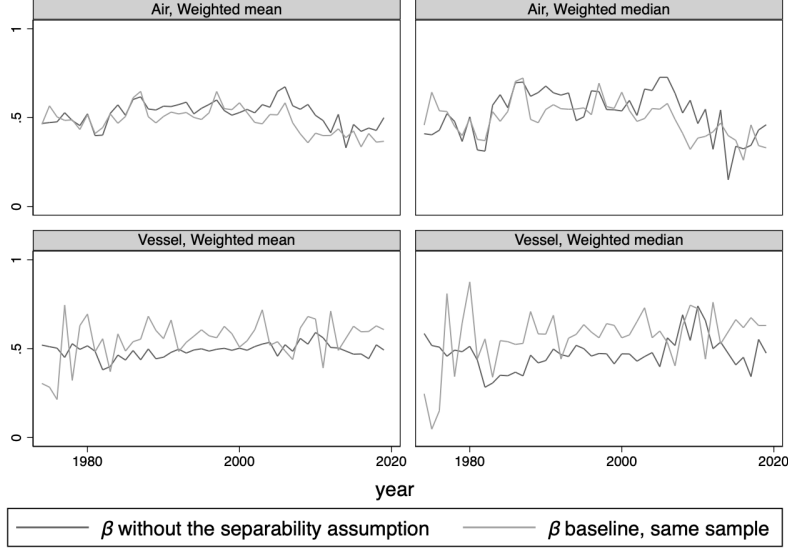 Air, Weighted mean
Air, Weighted median
1
.5
0
Vessel, Weighted mean
Vessel, Weighted median
1
.5
0
1980 2000 2020 1980 2000 2020
year
β without the separability assumption β baseline, same sample